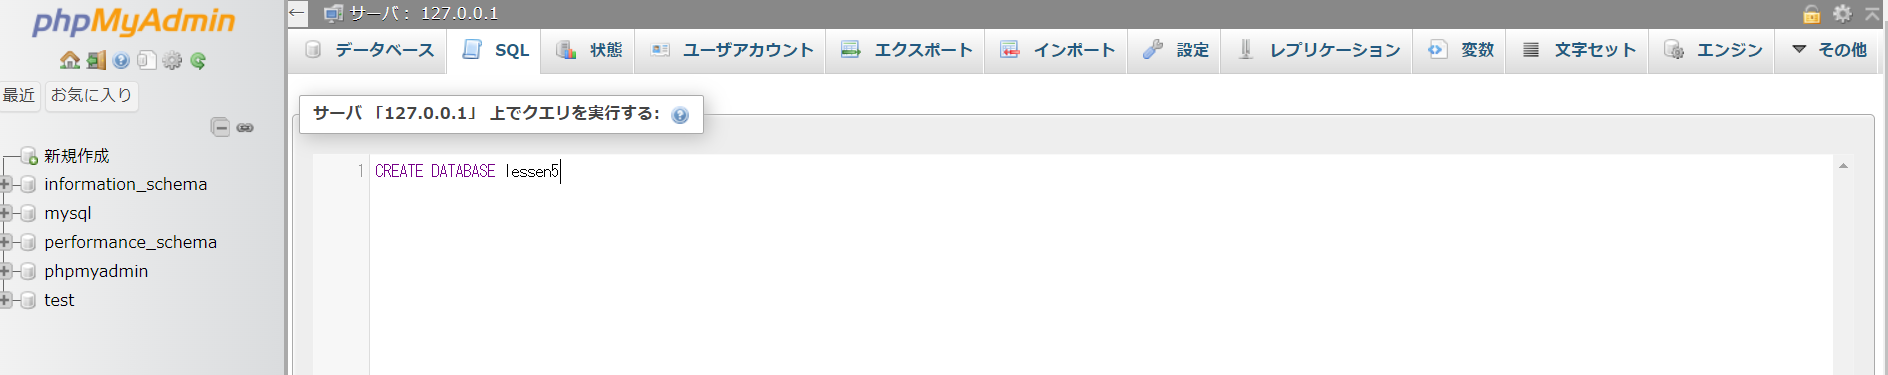 phpMyAdmin
最近 お気に入り
新規作成
information_schema
mysql
performance_schema
phpmyadmin
test
← サーバ: 127.0.0.1
データベース SQL 状態 ユーザアカウント エクスポート インポート 設定 レプリケーション 変数 文字セット エンジン その他
サーバ 「127.0.0.1」 上でクエリを実行する:
1 CREATE DATABASE lessen5